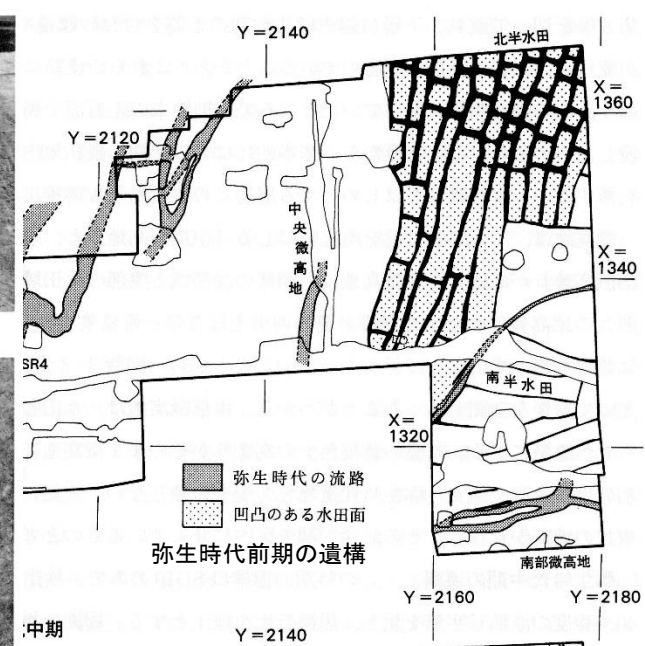 Y=2140
北半水田
X=
1360
Y=2120
中央微高地
X=
1340
SR4
南半水田
X=
1320
弥生時代の流路
凹凸のある水田面
弥生時代前期の遺構
南部微高地
Y=2160
Y=2180
中期
Y=2140